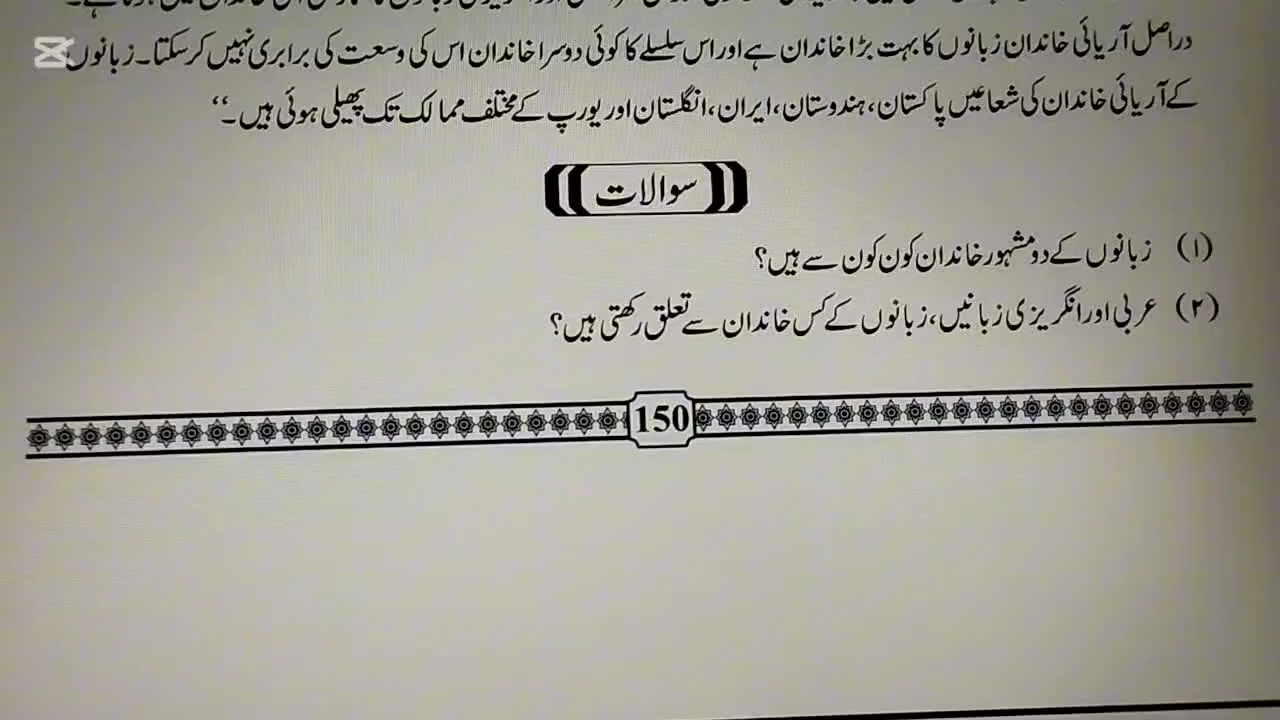 دراصل آریائی خاندان زبانوں کا بہت بڑا خاندان ہے اور اس سلسلے کا کوئی دوسرا خاندان اس کی وسعت کی برابری نہیں کر سکتا۔ زبانوں
کے آریائی خاندان کی شعاعیں پاکستان، ہندوستان، ایران، انگلستان اور یورپ کے مختلف ممالک تک پھیلی ہوئی ہیں۔‘‘
سوالات
(۱) زبانوں کے دو مشہور خاندان کون کون سے ہیں؟
(۲) عربی اور انگریزی زبانیں، زبانوں کے کس خاندان سے تعلق رکھتی ہیں؟
150